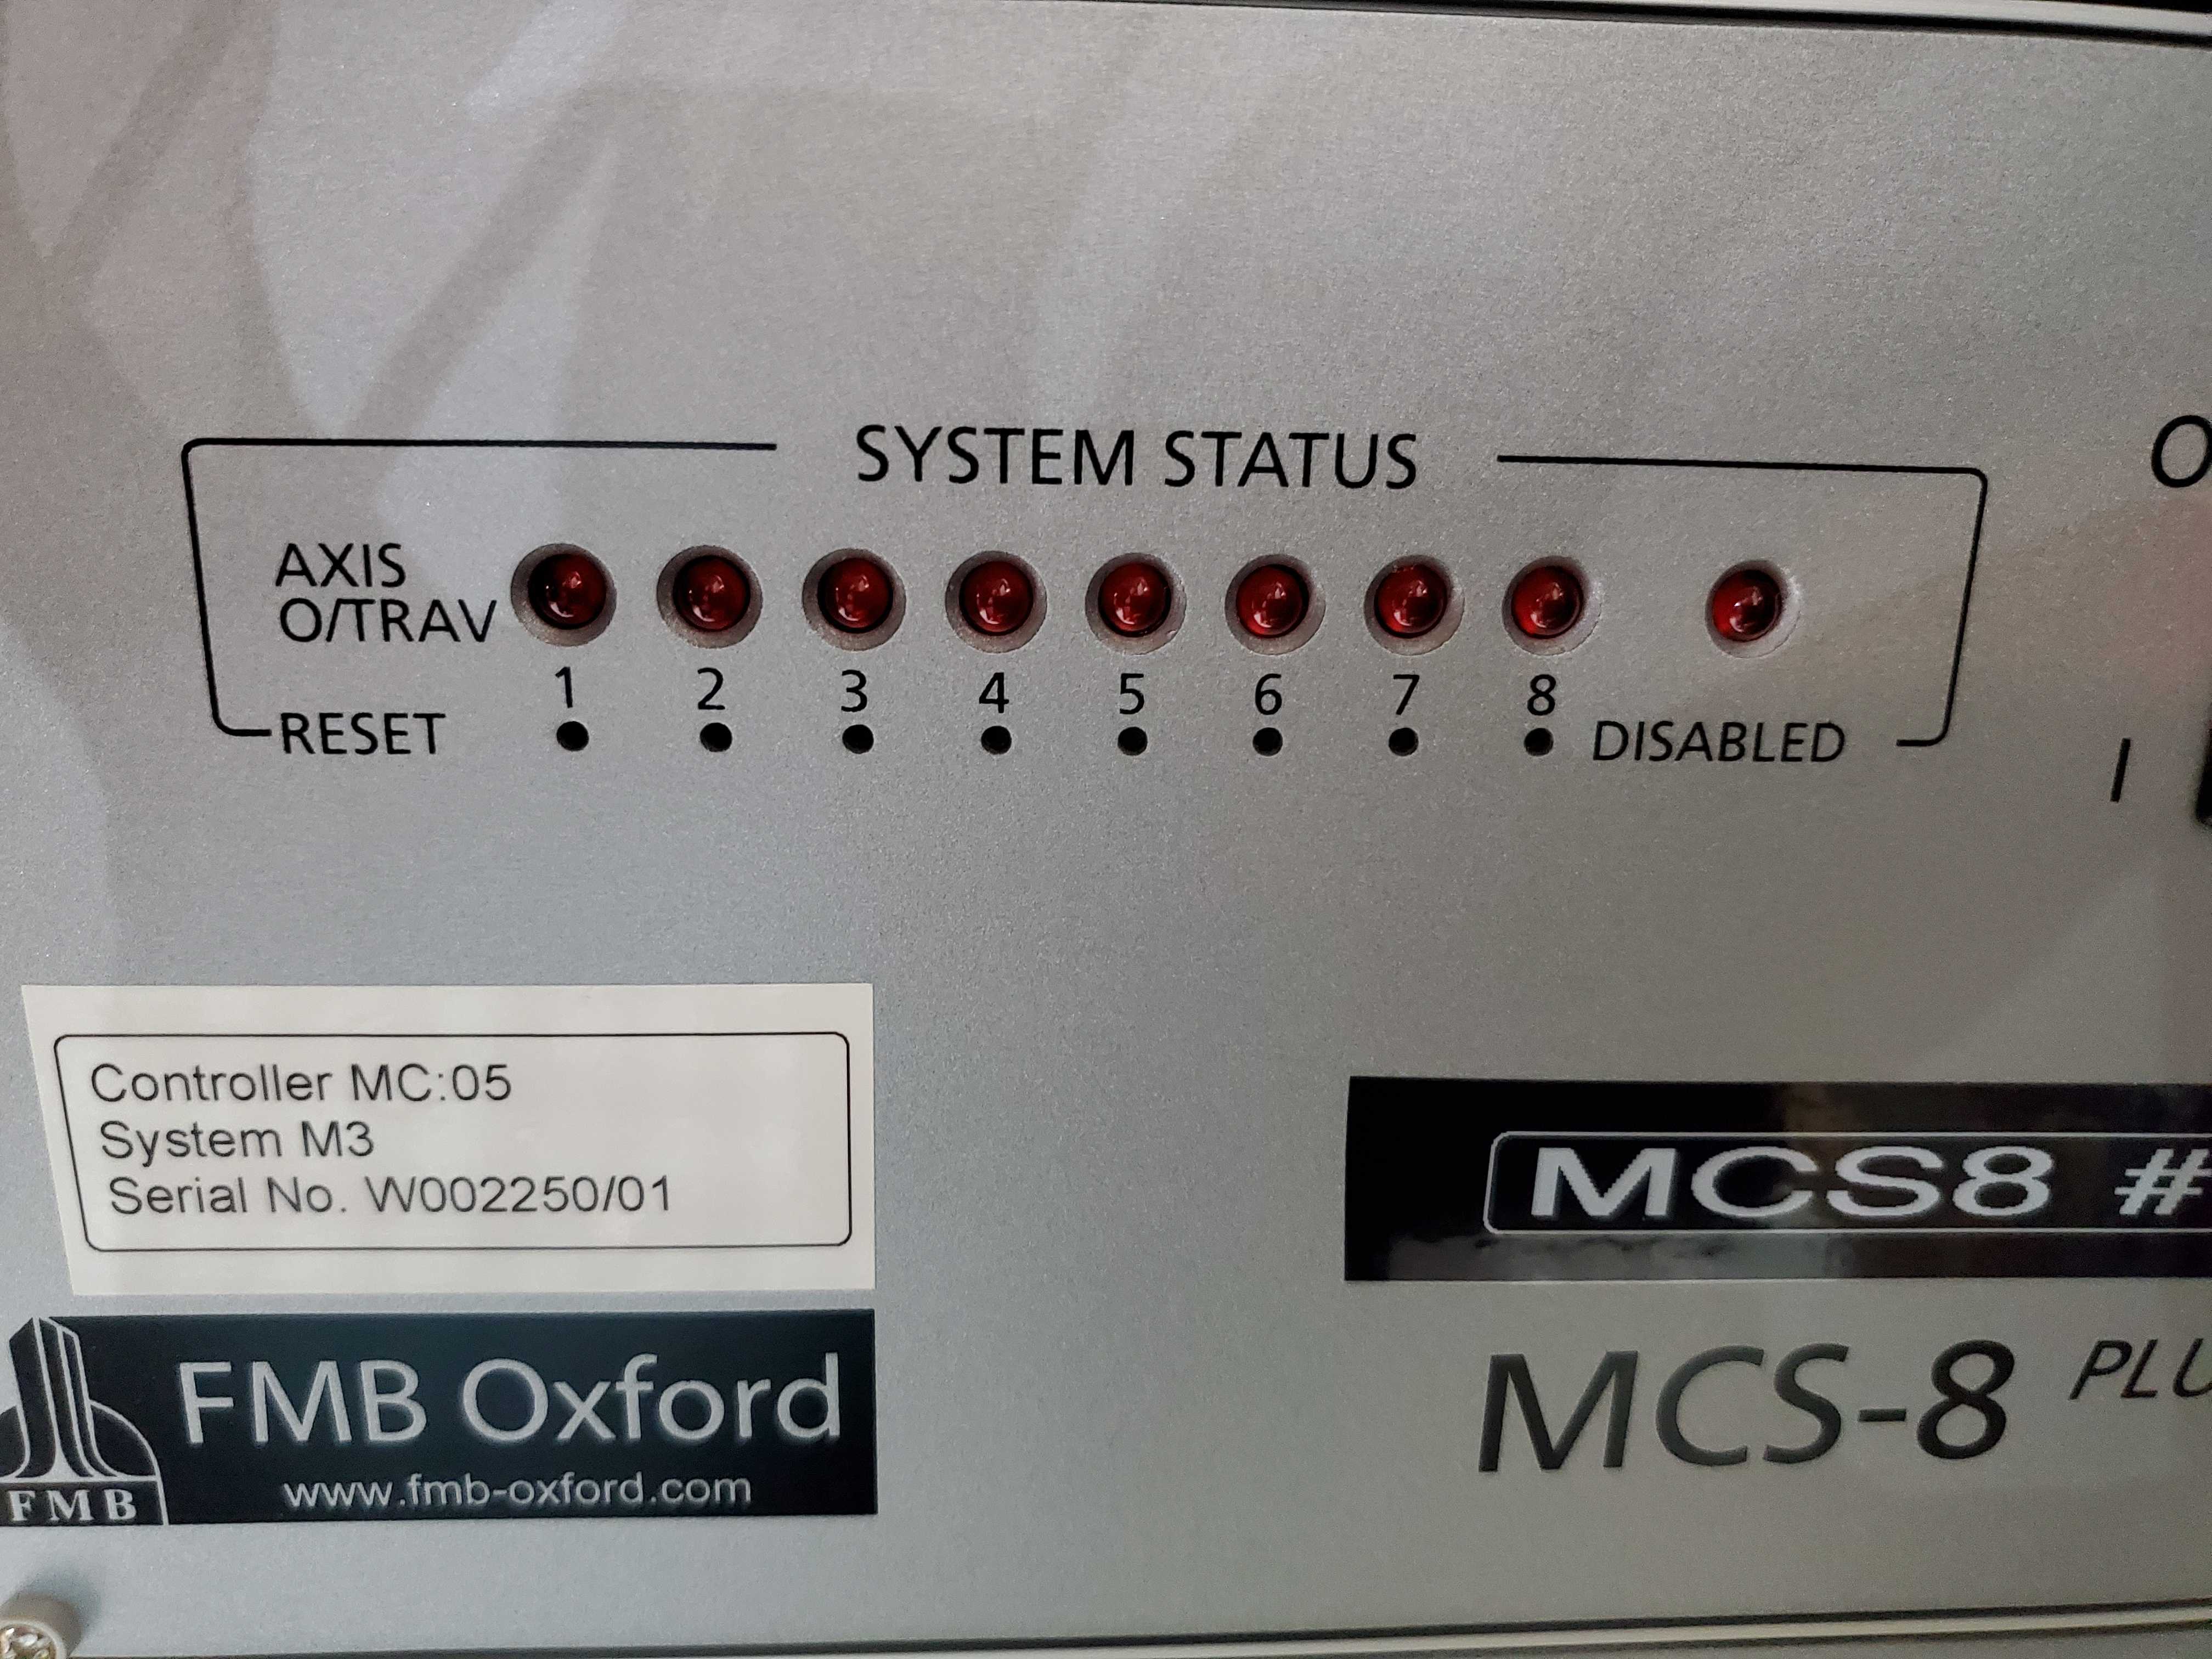 SYSTEM STATUS
AXIS
O/TRAV
1 2 3 4 5 6 7 8
RESET
DISABLED
I
Controller MC:05
System M3
Serial No. W002250/01
MCS8 #
FMB Oxford
www.fmb-oxford.com
FMB
MCS-8